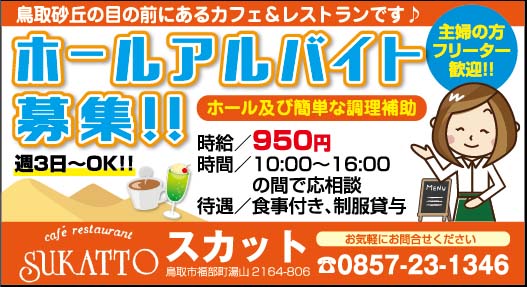 鳥取砂丘の目の前にあるカフェ&レストランです♪
ホールアルバイト
募集!!
主婦の方
フリーター
歓迎!!
ホール及び簡単な調理補助
週3日〜OK!!
時給/950円
時間/10:00〜16:00
の間で応相談
待遇/食事付き、制服貸与
MENU
café restaurant
SUKATTO
スカット
鳥取市福部町湯山 2164-806
お気軽にお問合せください
☎0857-23-1346